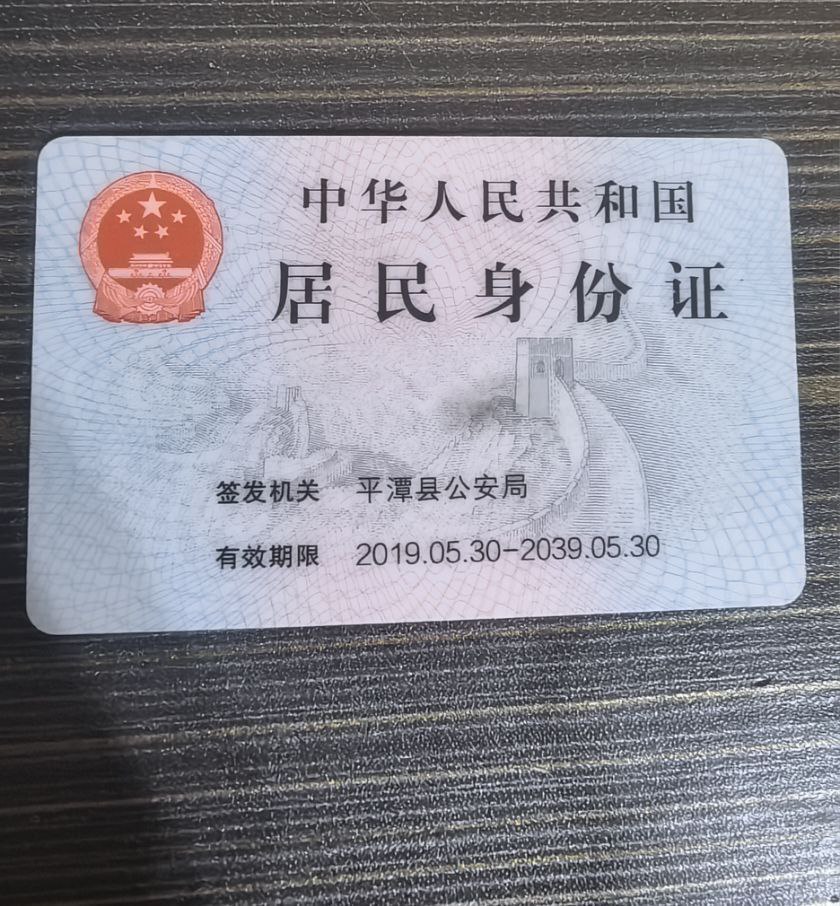 中华人民共和国
居民身份证
签发机关 平潭县公安局
有效期限 2019.05.30-2039.05.30